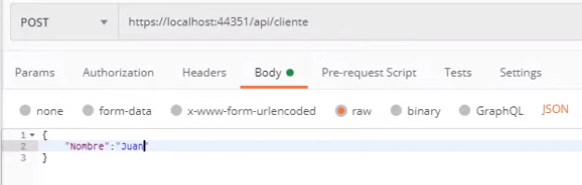 POST https://localhost:44351/api/cliente
Params Authorization Headers Body Pre-request Script Tests Settings
none form-data x-www-form-urlencoded raw binary GraphQL JSON
1 {
2 "Nombre":"Juan"
3 }